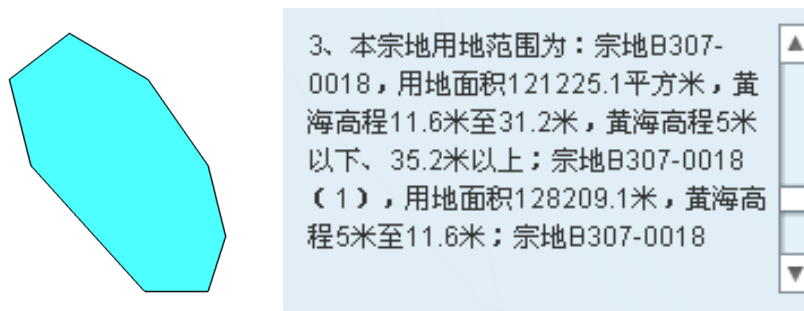 3、本宗地用地范围为：宗地B307-
0018，用地面积121225.1平方米，黄
海高程11.6米至31.2米，黄海高程5米
以下、35.2米以上；宗地B307-0018
（1），用地面积128209.1米，黄海高
程5米至11.6米；宗地B307-0018